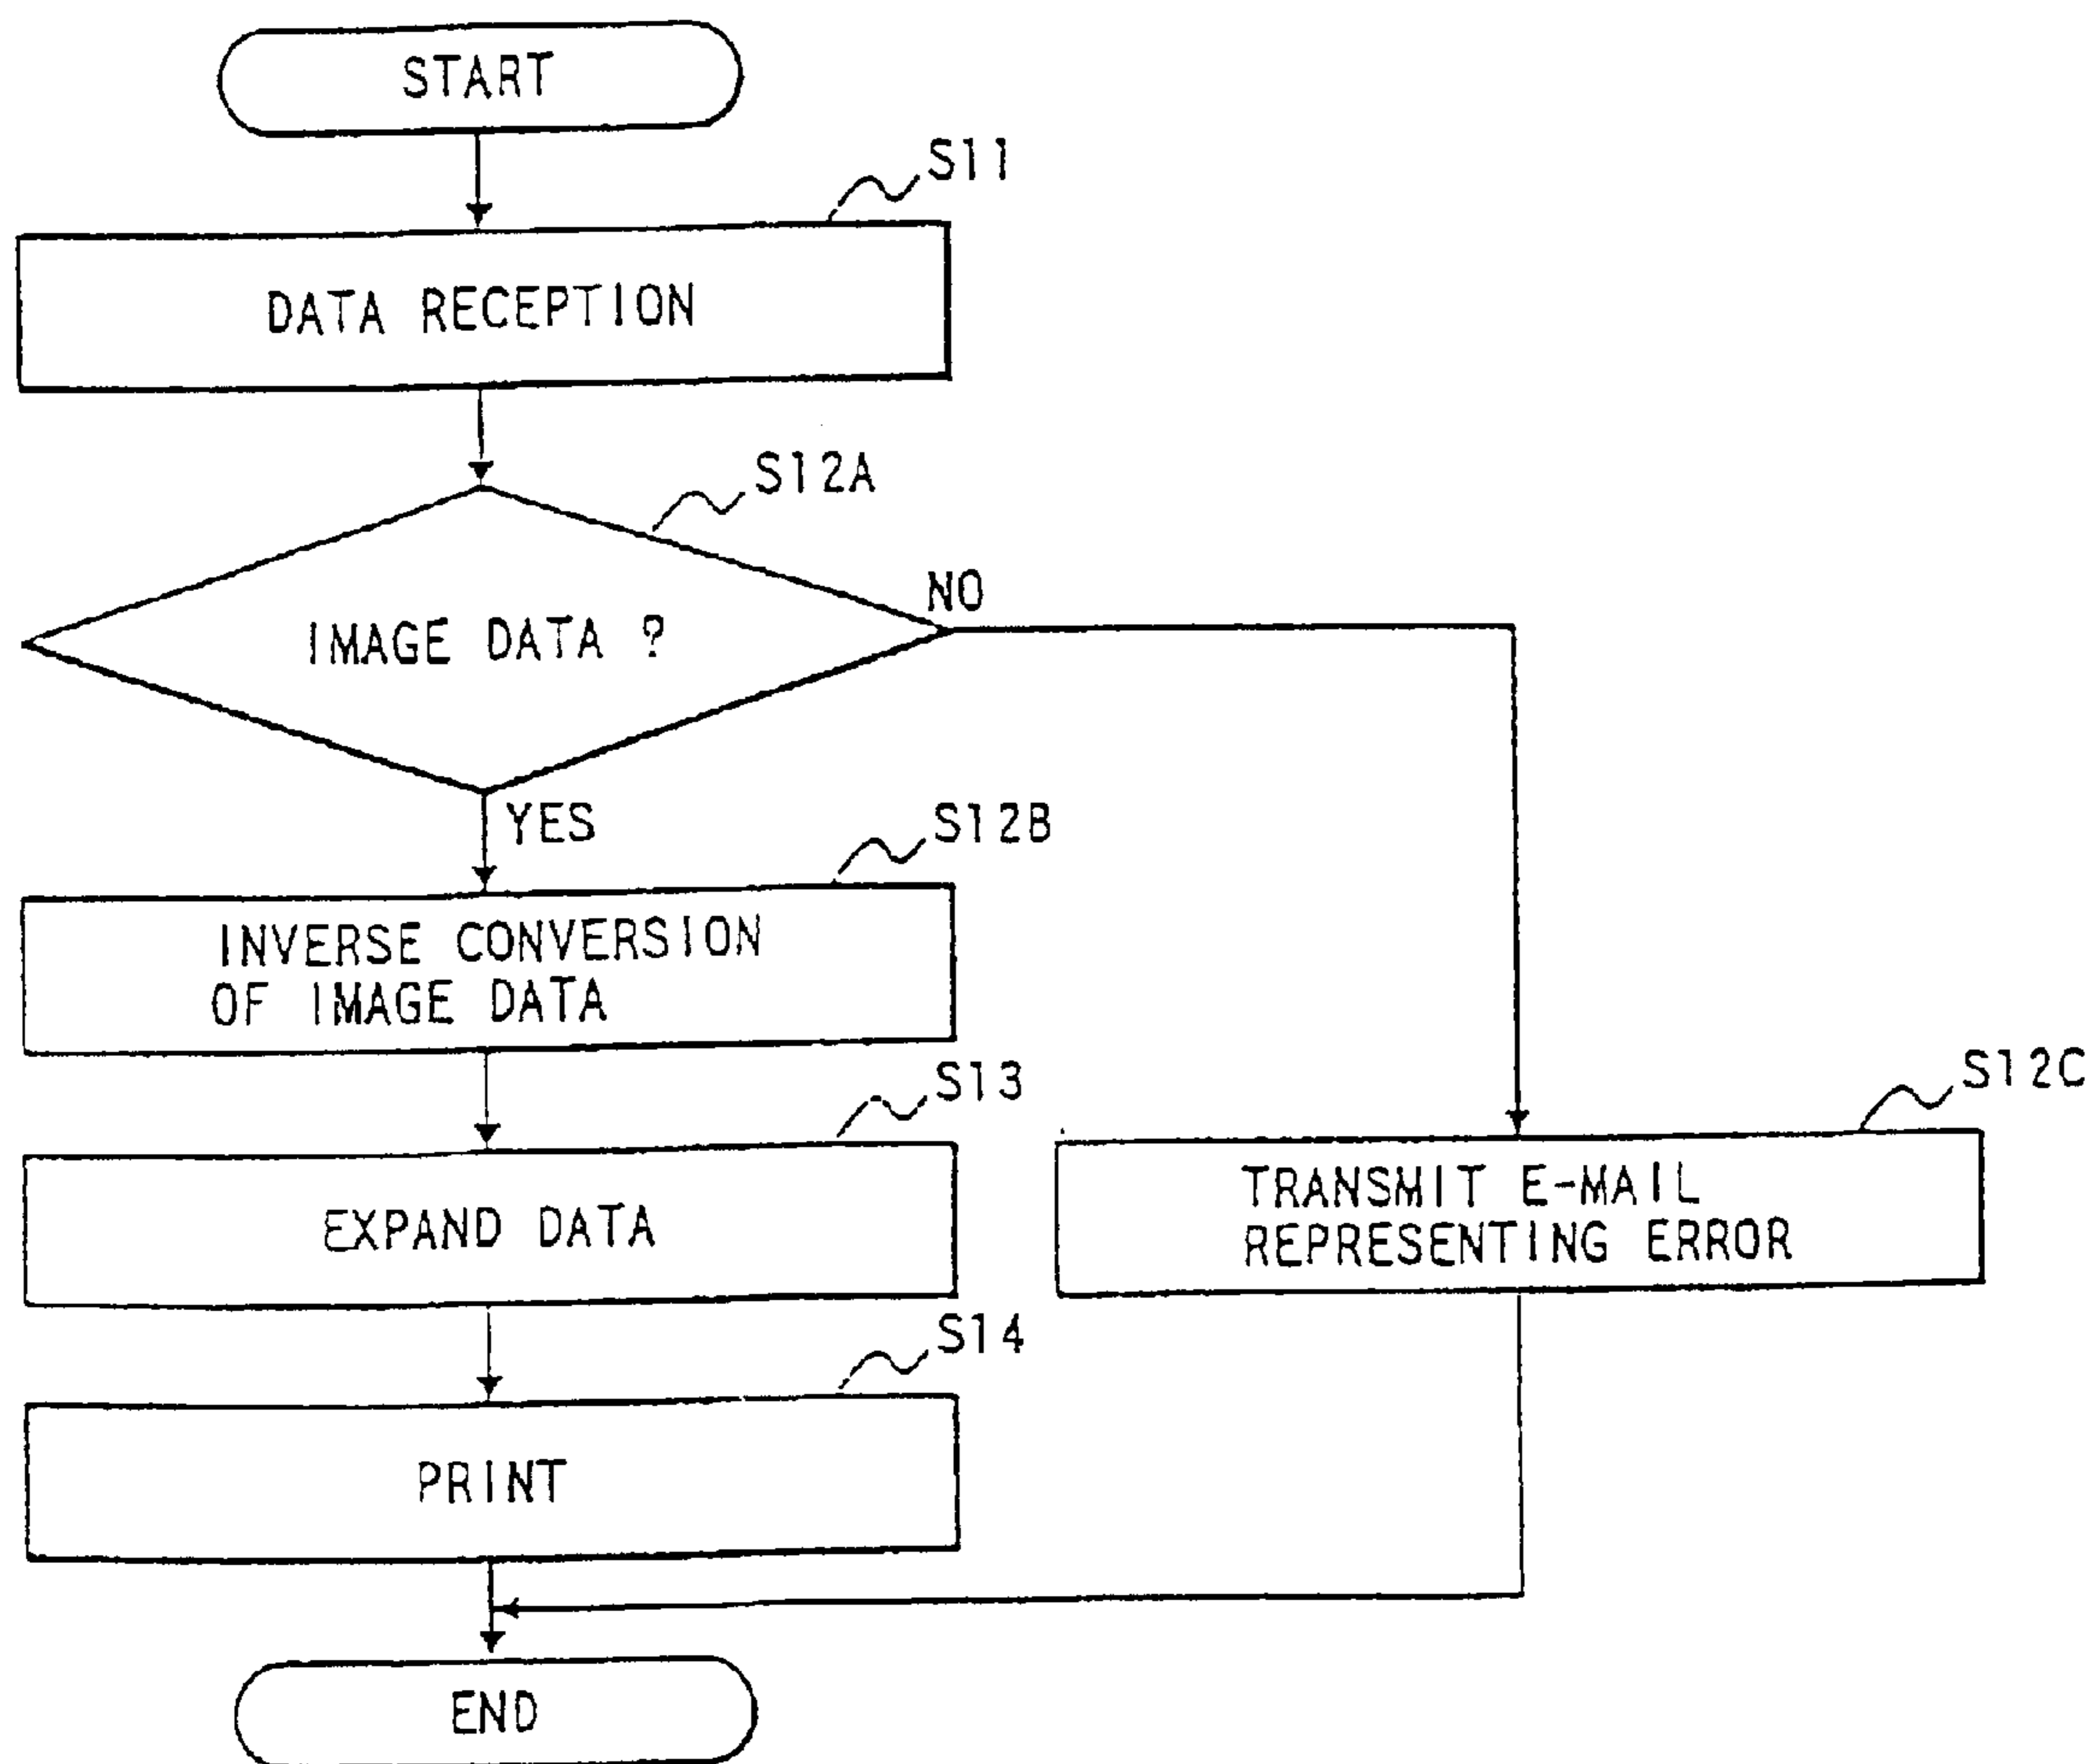 START
S11
DATA RECEPTION
S12A
IMAGE DATA ?
NO
YES
S12B
INVERSE CONVERSION
OF IMAGE DATA
S13
EXPAND DATA
S12C
TRANSMIT E-MAIL
REPRESENTING ERROR
S14
PRINT
END